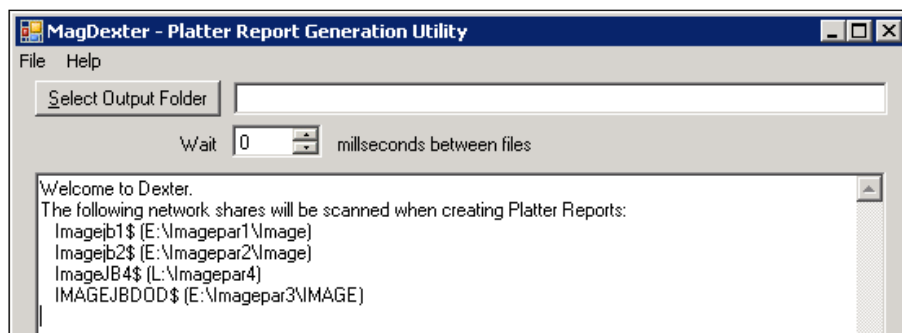 MagDexter - Platter Report Generation Utility
File Help
Select Output Folder
Wait 0 millseconds between files
Welcome to Dexter.
The following network shares will be scanned when creating Platter Reports:
Imagejb1$ (E:\Imagepar1\Image)
Imagejb2$ (E:\Imagepar2\Image)
ImageJB4$ (L:\Imagepar4)
IMAGEJBDOD$ (E:\Imagepar3\IMAGE)